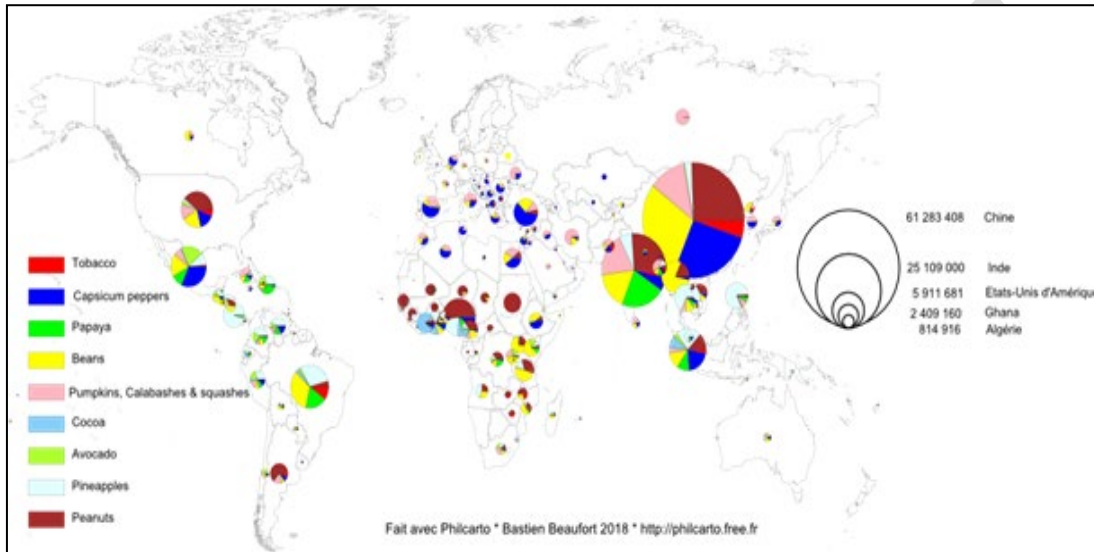 Tobacco
Capsicum peppers
Papaya
Beans
Pumpkins, Calabashes & squashes
Cocoa
Avocado
Pineapples
Peanuts
61 283 408 Chine
25 109 000 Inde
5 911 681 Etats-Unis d'Amériqu
2 409 160 Ghana
814 916 Algérie
Fait avec Philcarto * Bastien Beaufort 2018 * http://philcarto.free.fr